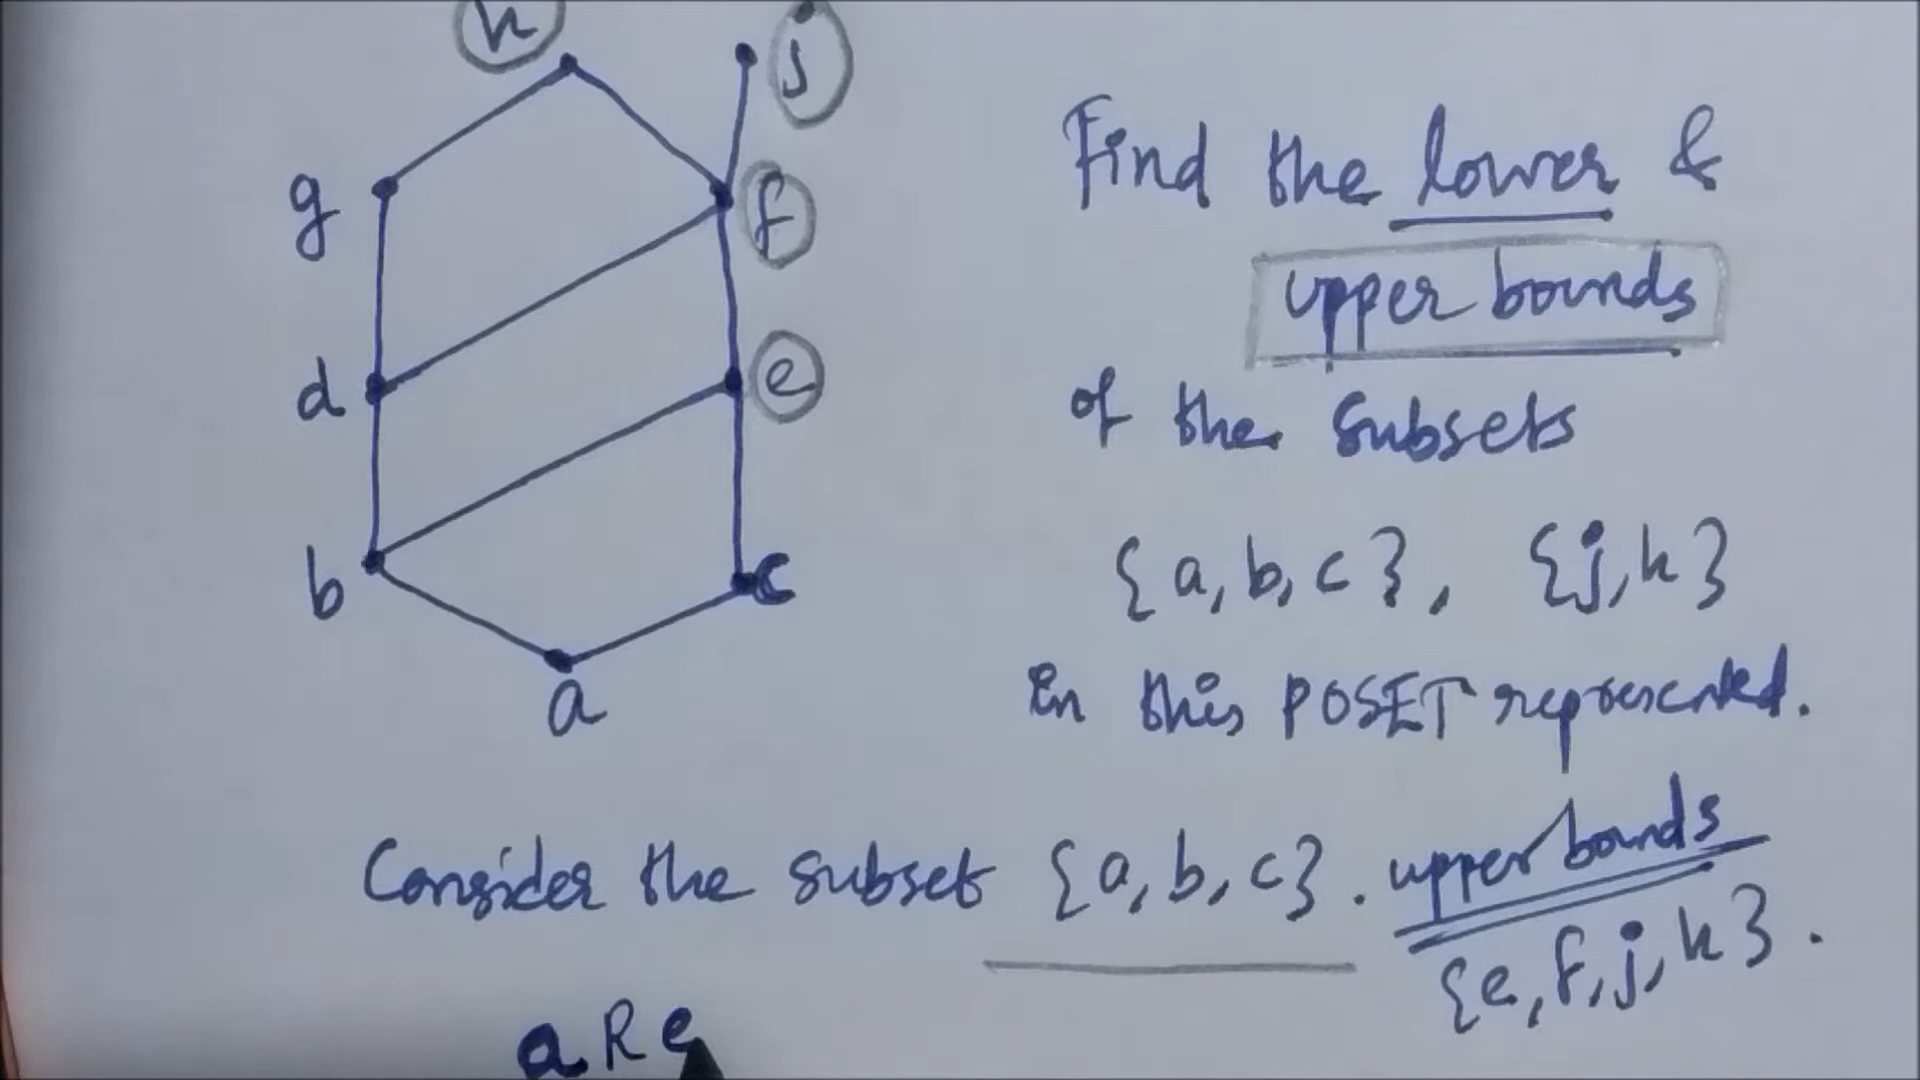 h
j
g
f
d
e
b
c
a
Find the lower &
upper bounds
of the subsets
{a, b, c}, {j, h}
in this POSET represented.
Consider the subset {a, b, c}. upper bounds
{e, f, j, h}.
a R e